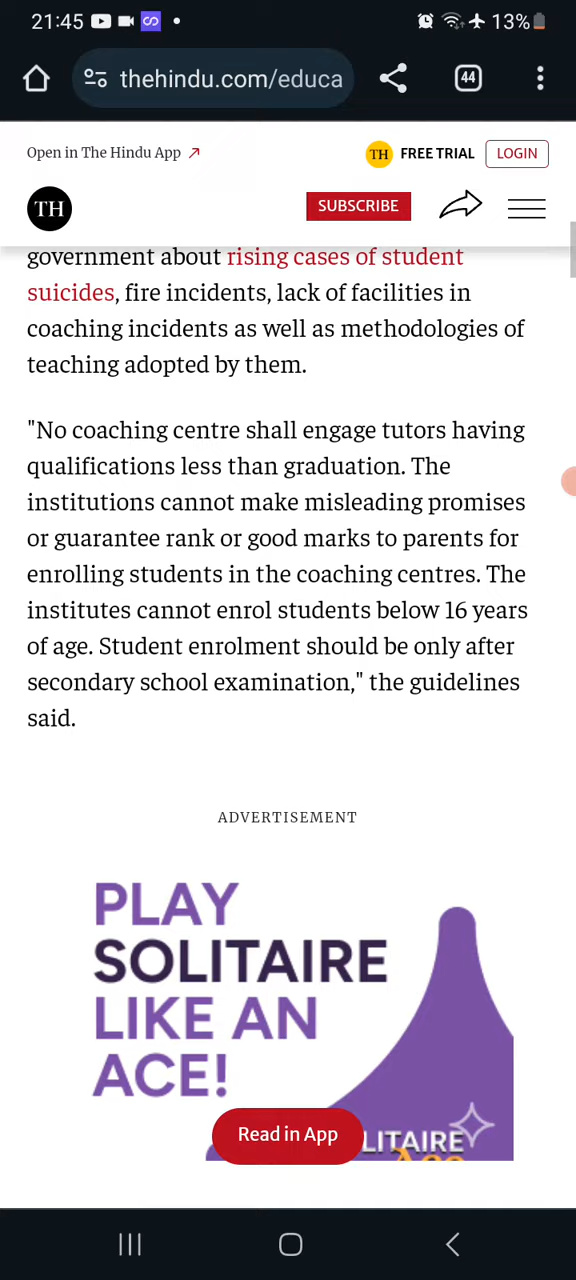 21:45
13%
thehindu.com/educa
44
Open in The Hindu App
TH FREE TRIAL LOGIN
TH SUBSCRIBE
government about rising cases of student
suicides, fire incidents, lack of facilities in
coaching incidents as well as methodologies of
teaching adopted by them.
"No coaching centre shall engage tutors having
qualifications less than graduation. The
institutions cannot make misleading promises
or guarantee rank or good marks to parents for
enrolling students in the coaching centres. The
institutes cannot enrol students below 16 years
of age. Student enrolment should be only after
secondary school examination," the guidelines
said.
ADVERTISEMENT
PLAY
SOLITAIRE
LIKE AN
ACE!
Read in App
LITAIRE